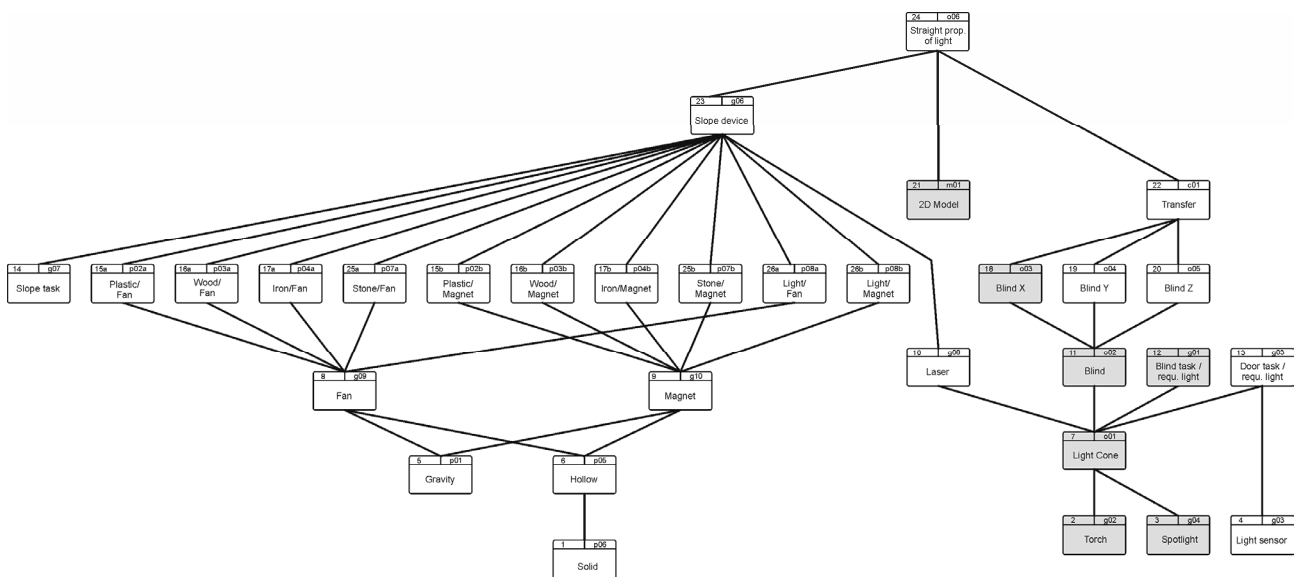 24 o06
Straight prop.
of light
23 g06
Slope device
21 m01
2D Model
22 c01
Transfer
14 g07
Slope task
15a p02a
Plastic/
Fan
16a p03a
Wood/
Fan
17a p04a
Iron/Fan
25a p07a
Stone/Fan
15b p02b
Plastic/
Magnet
16b p03b
Wood/
Magnet
17b p04b
Iron/Magnet
25b p07b
Stone/
Magnet
26a p08a
Light/
Fan
26b p08b
Light/
Magnet
18 o03
Blind X
19 o04
Blind Y
20 o05
Blind Z
8 g09
Fan
9 g10
Magnet
10
Laser
11 o02
Blind
12 g01
Blind task /
requ. light
g05
Door task /
requ. light
5 p01
Gravity
6 p05
Hollow
7 o01
Light Cone
1 p06
Solid
2 g02
Torch
3 g04
Spotlight
4 g03
Light sensor